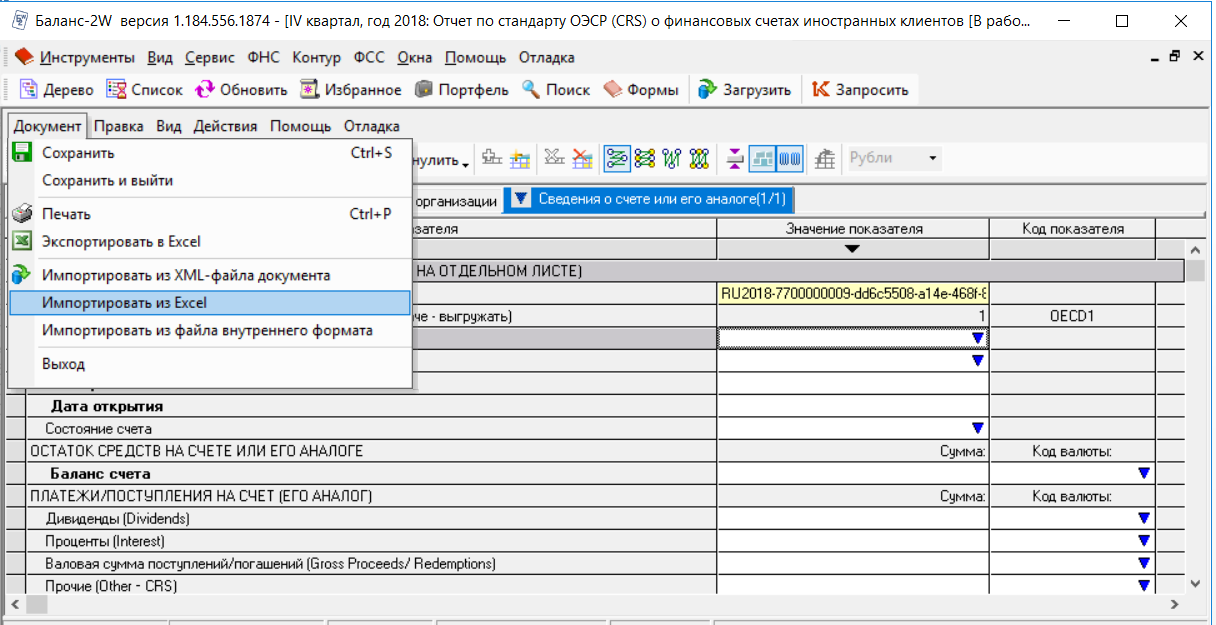 Баланс-2W версия 1.184.556.1874 - [IV квартал, год 2018: Отчет по стандарту ОЭСР (CRS) о финансовых счетах иностранных клиентов [В рабо...
Инструменты Вид Сервис ФНС Контур ФСС Окна Помощь Отладка
Дерево Список Обновить Избранное Портфель Поиск Формы Загрузить Запросить
Документ Правка Вид Действия Помощь Отладка
Сохранить Ctrl+S
нулить Рубли
Сохранить и выйти
организации Сведения о счете или его аналоге(1/1)
Печать Ctrl+P
зателя Значение показателя Код показателя
Экспортировать в Excel
Импортировать из XML-файла документа
НА ОТДЕЛЬНОМ ЛИСТЕ)
Импортировать из Excel
RU2018-7700000009-dd6c5508-a14e-468f-8
Импортировать из файла внутреннего формата
че - выгружать) 1 OECD1
Выход
Дата открытия
Состояние счета
ОСТАТОК СРЕДСТВ НА СЧЕТЕ ИЛИ ЕГО АНАЛОГЕ Сумма: Код валюты:
Баланс счета
ПЛАТЕЖИ/ПОСТУПЛЕНИЯ НА СЧЕТ (ЕГО АНАЛОГ) Сумма: Код валюты:
Дивиденды (Dividends)
Проценты (Interest)
Валовая сумма поступлений/погашений (Gross Proceeds/ Redemptions)
Прочие (Other - CRS)